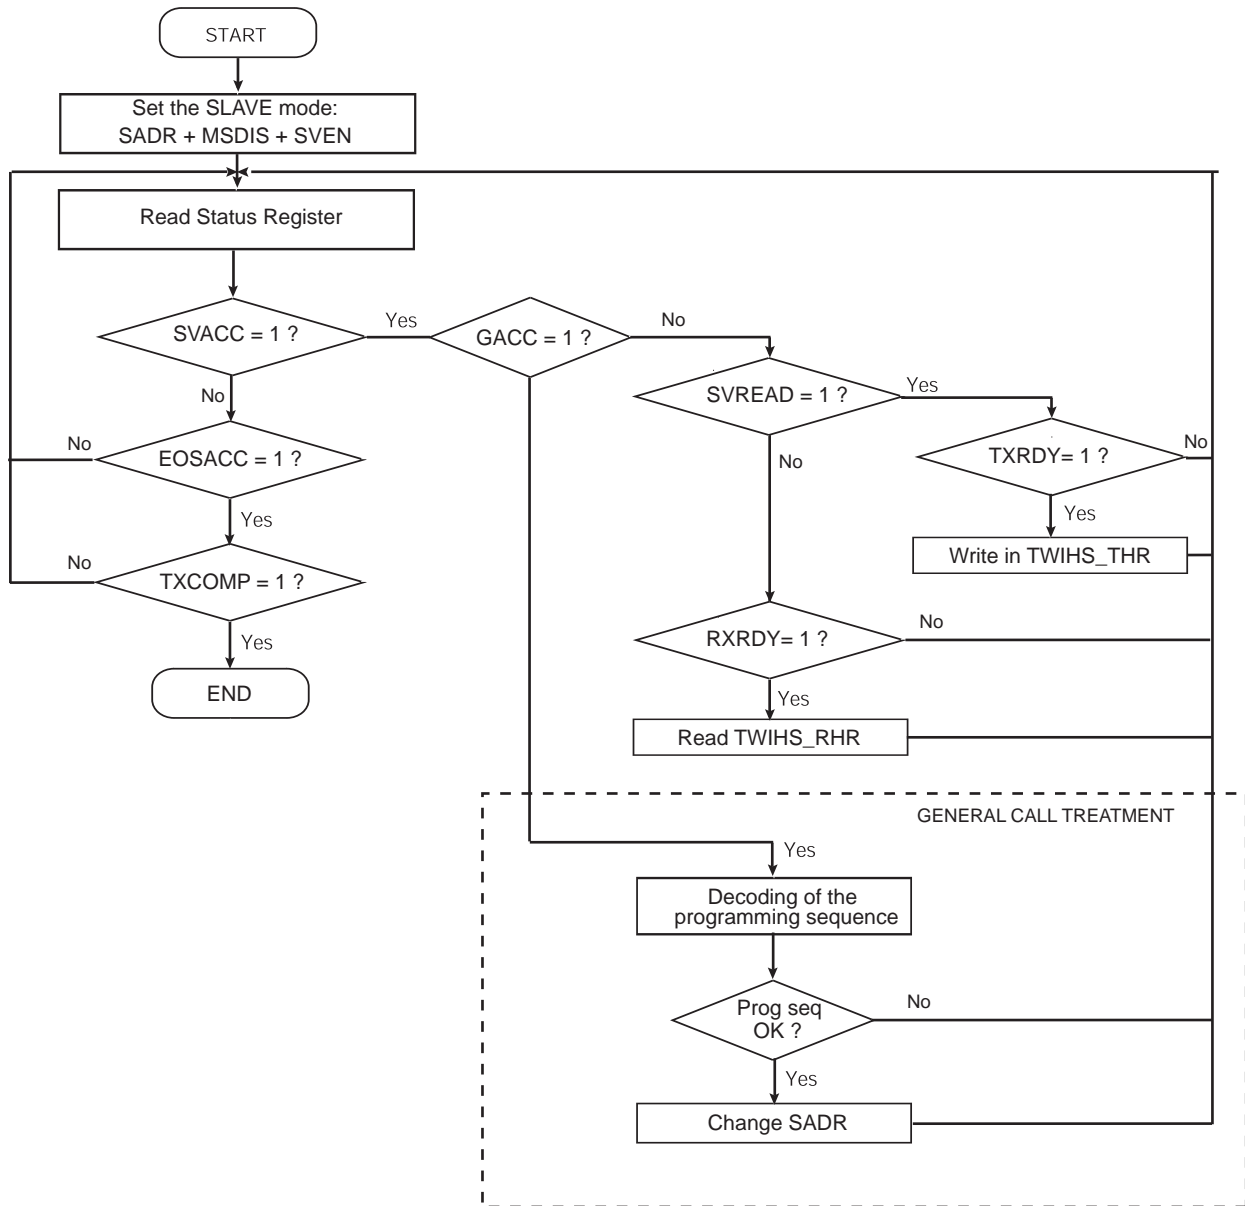 START
Set the SLAVE mode:
SADR + MSDIS + SVEN
Read Status Register
SVACC = 1 ?
Yes
GACC = 1 ?
No
No
SVREAD = 1 ?
Yes
No
EOSACC = 1 ?
No
TXRDY= 1 ?
No
Yes
Yes
No
TXCOMP = 1 ?
Write in TWIHS_THR
Yes
RXRDY= 1 ?
No
END
Yes
Read TWIHS_RHR
GENERAL CALL TREATMENT
Yes
Decoding of the
programming sequence
Prog seq
OK ?
No
Yes
Change SADR